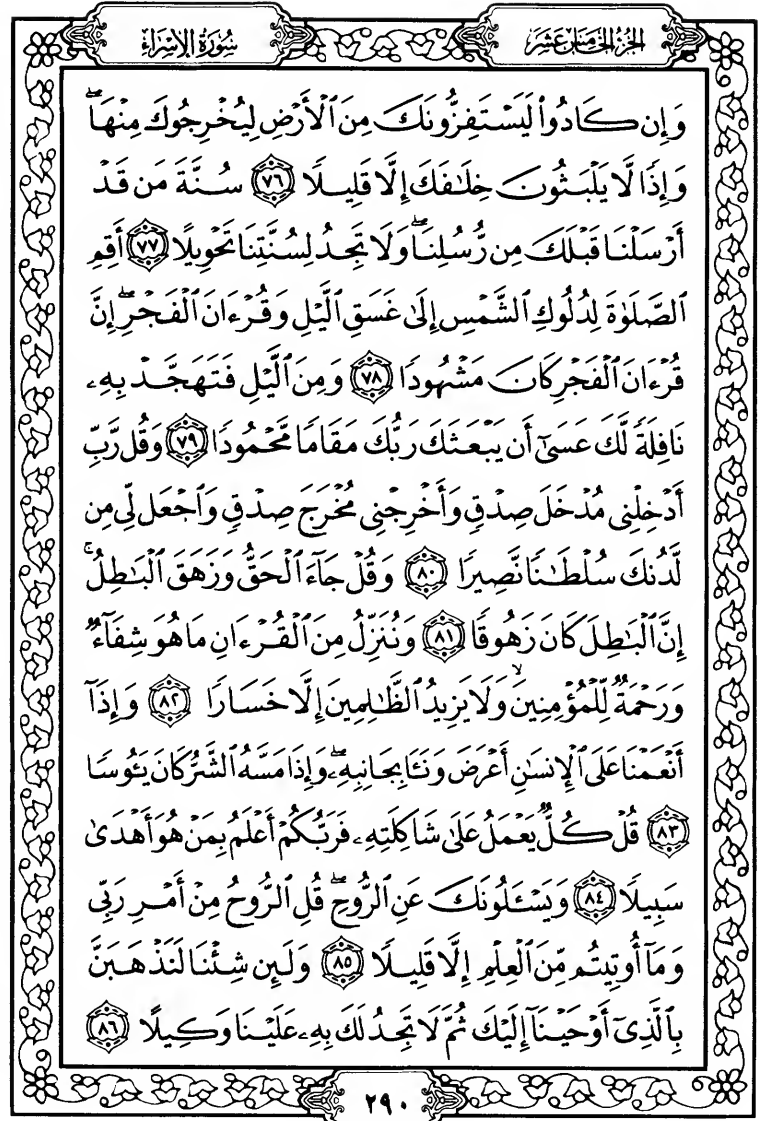 الجزء الخامس عشر
سورة الإسراء
وَإِن كَادُواْ لَيَسْتَفِزُّونَكَ مِنَ ٱلْأَرْضِ لِيُخْرِجُوكَ مِنْهَاۖ
وَإِذًا لَّا يَلْبَثُونَ خِلَٰفَكَ إِلَّا قَلِيلًا ٧٦ سُنَّةَ مَن قَدْ
أَرْسَلْنَا قَبْلَكَ مِن رُّسُلِنَاۖ وَلَا تَجِدُ لِسُنَّتِنَا تَحْوِيلًا ٧٧ أَقِمِ
ٱلصَّلَوٰةَ لِدُلُوكِ ٱلشَّمْسِ إِلَىٰ غَسَقِ ٱلَّيْلِ وَقُرْءَانَ ٱلْفَجْرِۖ إِنَّ
قُرْءَانَ ٱلْفَجْرِ كَانَ مَشْهُودًا ٧٨ وَمِنَ ٱلَّيْلِ فَتَهَجَّدْ بِهِۦ
نَافِلَةً لَّكَ عَسَىٰٓ أَن يَبْعَثَكَ رَبُّكَ مَقَامًا مَّحْمُودًا ٧٩ وَقُل رَّبِّ
أَدْخِلْنِى مُدْخَلَ صِدْقٍ وَأَخْرِجْنِى مُخْرَجَ صِدْقٍ وَٱجْعَل لِّى مِن
لَّدُنكَ سُلْطَٰنًا نَّصِيرًا ٨٠ وَقُلْ جَآءَ ٱلْحَقُّ وَزَهَقَ ٱلْبَٰطِلُۚ
إِنَّ ٱلْبَٰطِلَ كَانَ زَهُوقًا ٨١ وَنُنَزِّلُ مِنَ ٱلْقُرْءَانِ مَا هُوَ شِفَآءٌ
وَرَحْمَةٌ لِّلْمُؤْمِنِينَۙ وَلَا يَزِيدُ ٱلظَّٰلِمِينَ إِلَّا خَسَارًا ٨٢ وَإِذَآ
أَنْعَمْنَا عَلَى ٱلْإِنسَٰنِ أَعْرَضَ وَنَـَٔا بِجَانِبِهِۦۖ وَإِذَا مَسَّهُ ٱلشَّرُّ كَانَ يَـُٔوسًا
٨٣ قُلْ كُلٌّ يَعْمَلُ عَلَىٰ شَاكِلَتِهِۦ فَرَبُّكُمْ أَعْلَمُ بِمَنْ هُوَ أَهْدَىٰ
سَبِيلًا ٨٤ وَيَسْـَٔلُونَكَ عَنِ ٱلرُّوحِۖ قُلِ ٱلرُّوحُ مِنْ أَمْرِ رَبِّى
وَمَآ أُوتِيتُم مِّنَ ٱلْعِلْمِ إِلَّا قَلِيلًا ٨٥ وَلَئِن شِئْنَا لَنَذْهَبَنَّ
بِٱلَّذِىٓ أَوْحَيْنَآ إِلَيْكَ ثُمَّ لَا تَجِدُ لَكَ بِهِۦ عَلَيْنَا وَكِيلًا ٨٦
٢٩٠